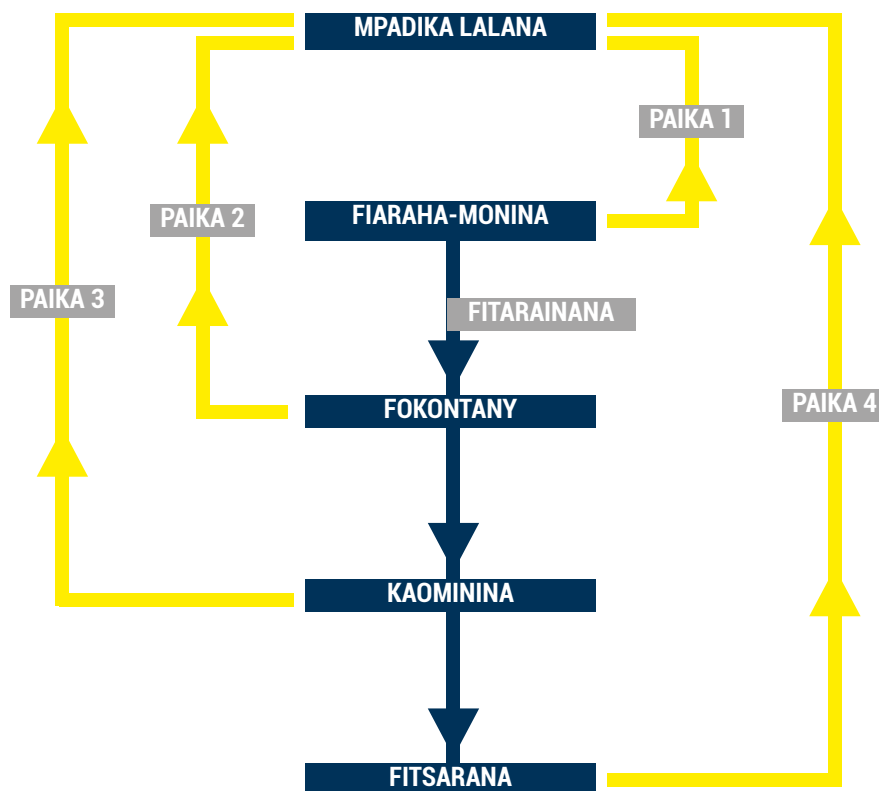 MPADIKA LALANA
PAIKA 1
FIARAHA-MONINA
PAIKA 2
PAIKA 3
FITARAINANA
FOKONTANY
PAIKA 4
KAOMININA
FITSARANA